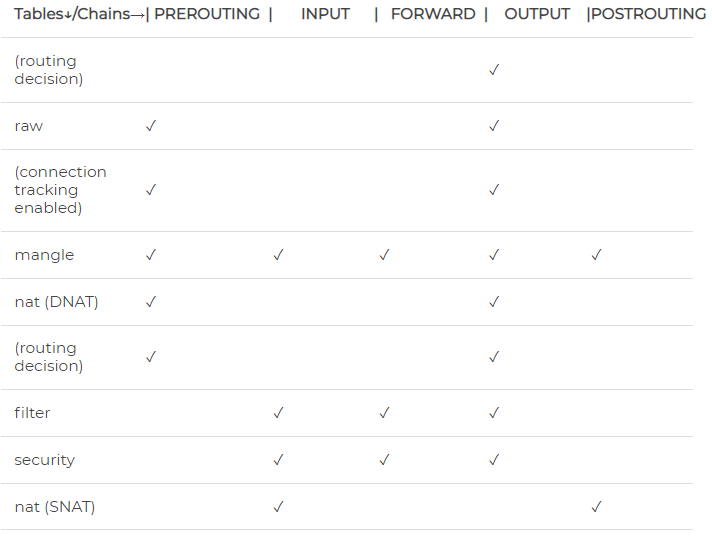 Tables↓/Chains→| PREROUTING | INPUT | FORWARD | OUTPUT |POSTROUTING
(routing
decision) ✓
raw ✓ ✓
(connection
tracking ✓ ✓
enabled)
mangle ✓ ✓ ✓ ✓ ✓
nat (DNAT) ✓ ✓
(routing
decision) ✓ ✓
filter ✓ ✓ ✓
security ✓ ✓ ✓
nat (SNAT) ✓ ✓